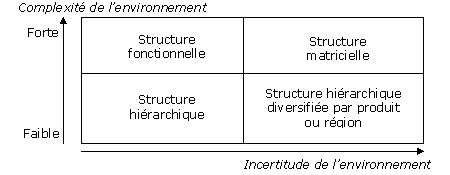 Complexité de l'environnement
Forte
Structure
fonctionnelle
Structure
matricielle
Structure
hiérarchique
Structure hiérarchique
diversifiée par produit
ou région
Faible
Incertitude de l'environnement